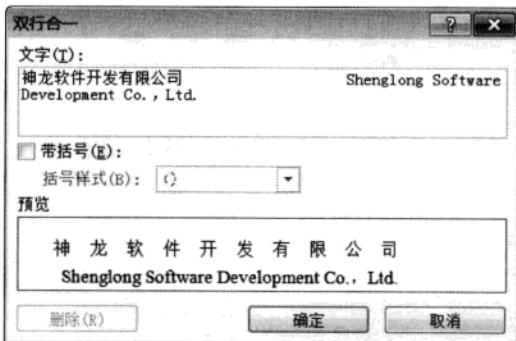 双行合一
文字(T):
神龙软件开发有限公司 Shenglong Software
Development Co., Ltd.
带括号(E):
括号样式(B): ()
预览
神龙软件开发有限公司
Shenglong Software Development Co., Ltd.
删除(R) 确定 取消